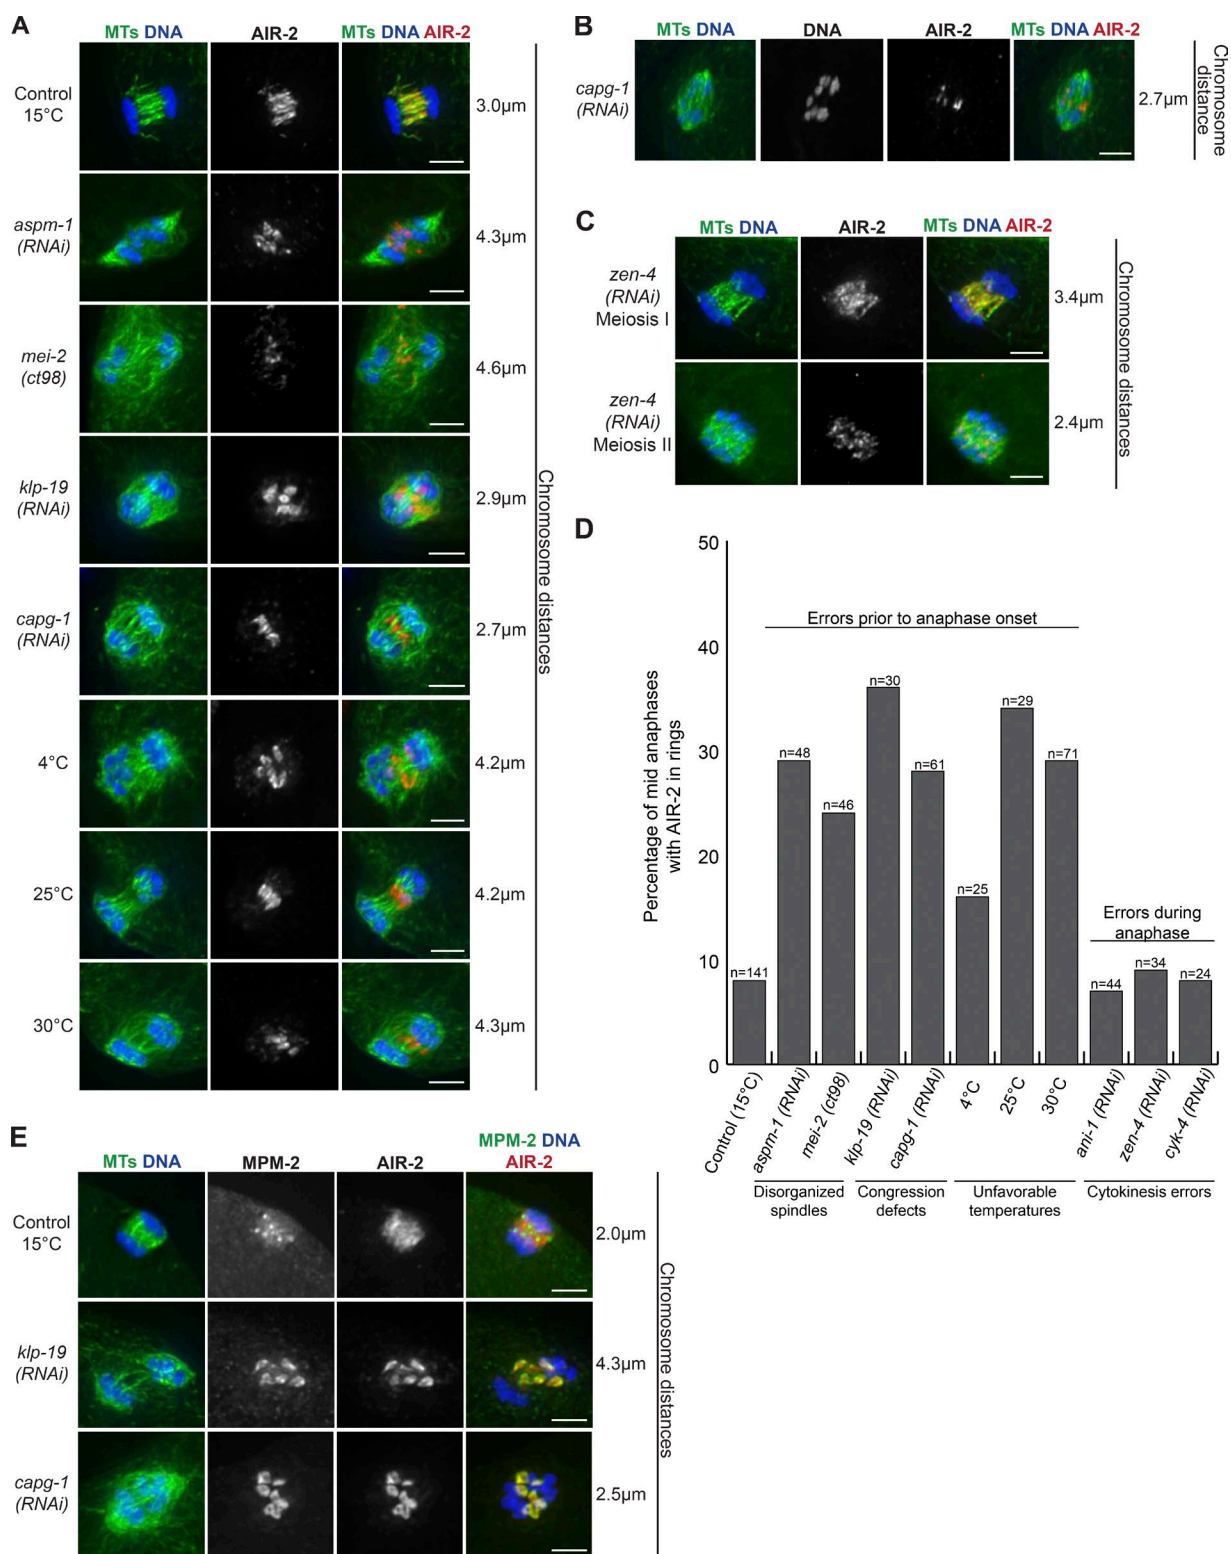 A
MTs DNA
AIR-2
MTs DNA AIR-2
Control
15°C
3.0µm
aspm-1
(RNAi)
4.3µm
mei-2
(ct98)
4.6µm
klp-19
(RNAi)
2.9µm
capg-1
(RNAi)
2.7µm
4°C
4.2µm
25°C
4.2µm
30°C
4.3µm
Chromosome distances
B
MTs DNA
DNA
AIR-2
MTs DNA AIR-2
capg-1
(RNAi)
2.7µm
Chromosome
distance
C
MTs DNA
AIR-2
MTs DNA AIR-2
zen-4
(RNAi)
Meiosis I
3.4µm
zen-4
(RNAi)
Meiosis II
2.4µm
Chromosome distances
D
Percentage of mid anaphases
with AIR-2 in rings
50
40
30
20
10
0
Errors prior to anaphase onset
Errors during
anaphase
n=141
n=48
n=46
n=30
n=61
n=25
n=29
n=71
n=44
n=34
n=24
Control (15°C)
aspm-1 (RNAi)
mei-2 (ct98)
klp-19 (RNAi)
capg-1 (RNAi)
4°C
25°C
30°C
ani-1 (RNAi)
zen-4 (RNAi)
cyk-4 (RNAi)
Disorganized
spindles
Congression
defects
Unfavorable
temperatures
Cytokinesis errors
E
MTs DNA
MPM-2
AIR-2
MPM-2 DNA
AIR-2
Control
15°C
2.0µm
klp-19
(RNAi)
4.3µm
capg-1
(RNAi)
2.5µm
Chromosome distances